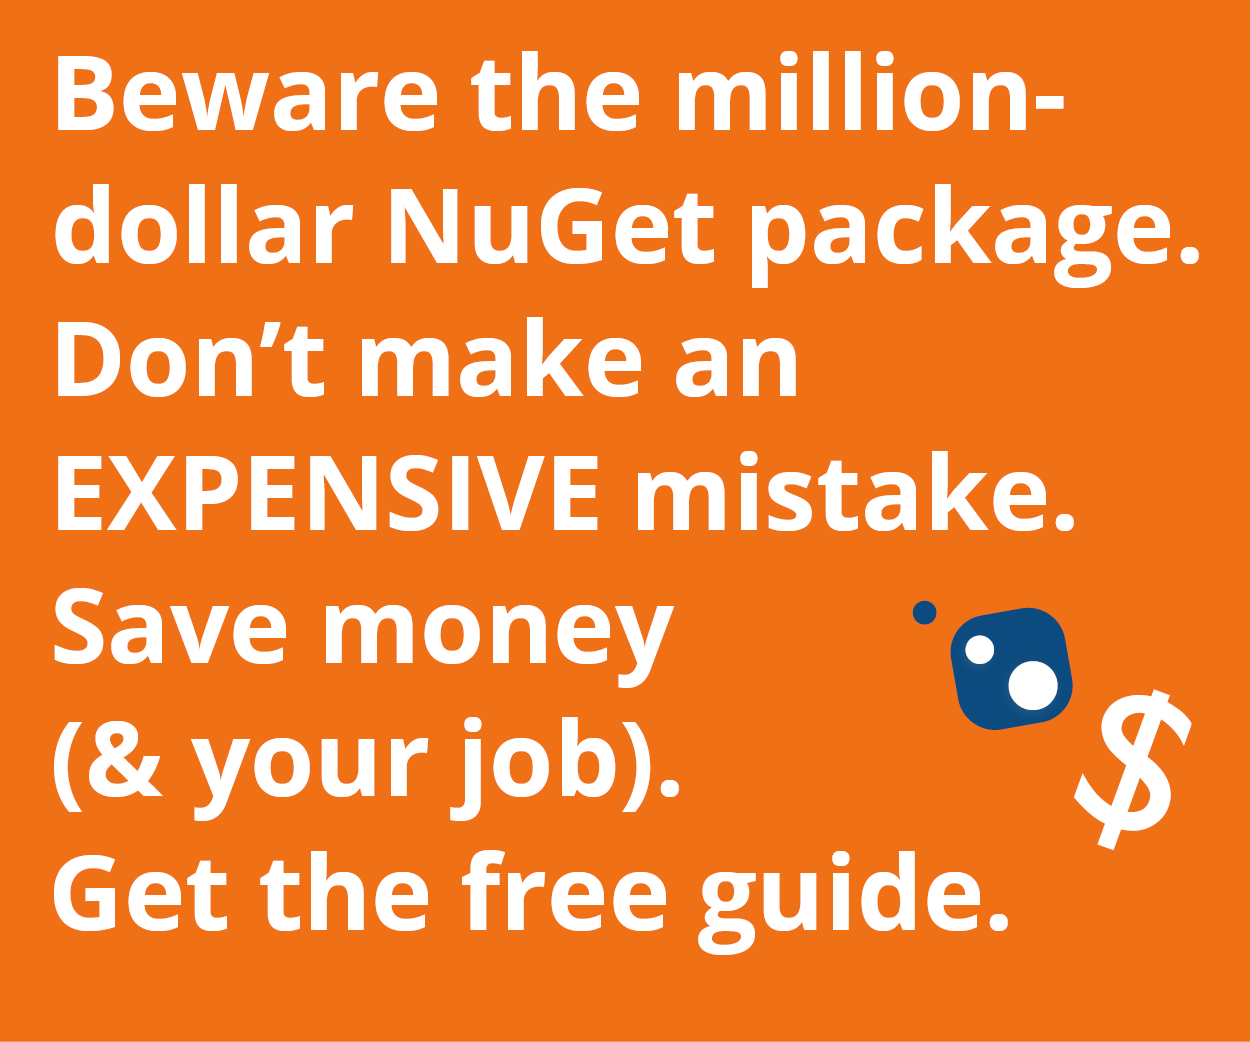 Beware the million-
dollar NuGet package.
Don’t make an
EXPENSIVE mistake.
Save money
(& your job).
Get the free guide.
$